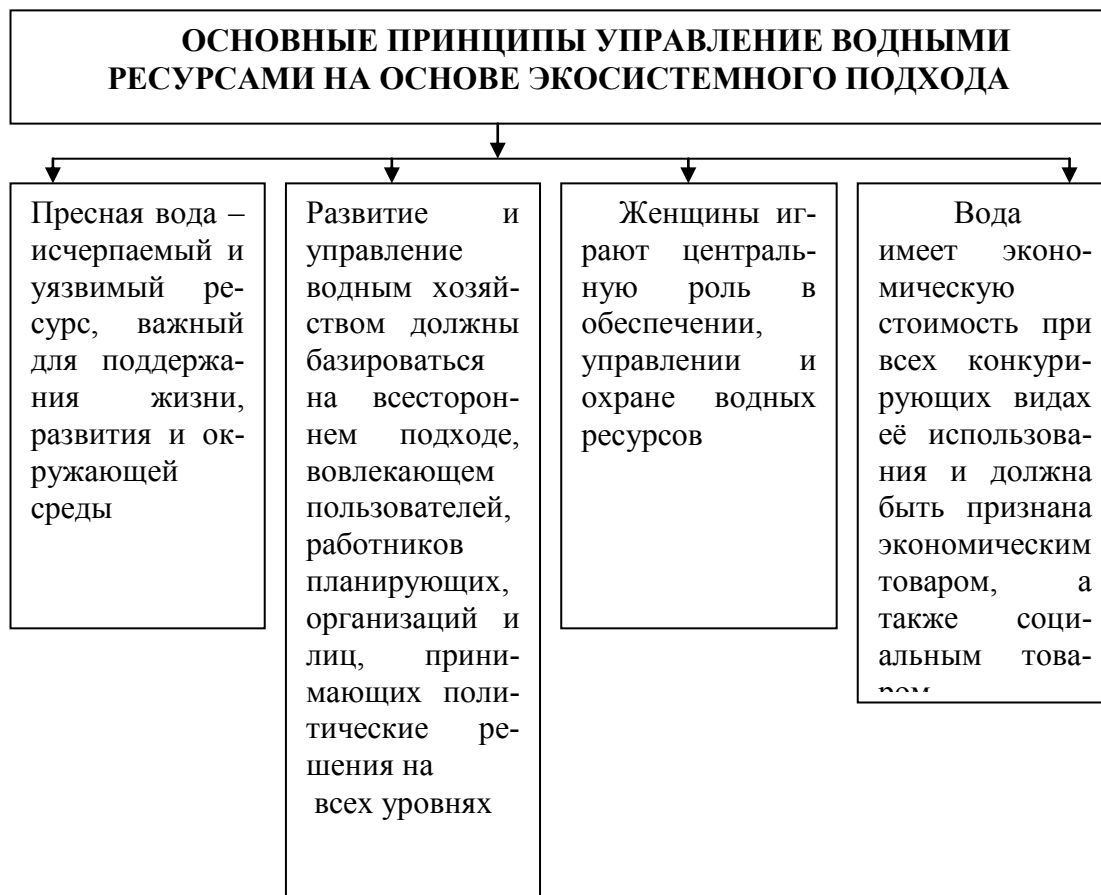 ОСНОВНЫЕ ПРИНЦИПЫ УПРАВЛЕНИЕ ВОДНЫМИ
РЕСУРСАМИ НА ОСНОВЕ ЭКОСИСТЕМНОГО ПОДХОДА
Пресная вода –
исчерпаемый и
уязвимый ре-
сурс, важный
для поддержа-
ния жизни,
развития и ок-
ружающей
среды
Развитие и
управление
водным хозяй-
ством должны
базироваться
на всесторон-
нем подходе,
вовлекающем
пользователей,
работников
планирующих,
организаций и
лиц, прини-
мающих поли-
тические ре-
шения на
всех уровнях
Женщины иг-
рают централь-
ную роль в
обеспечении,
управлении и
охране водных
ресурсов
Вода
имеет эконо-
мическую
стоимость при
всех конкури-
рующих видах
её использова-
ния и должна
быть признана
экономическим
товаром, а
также соци-
альным това-
ром